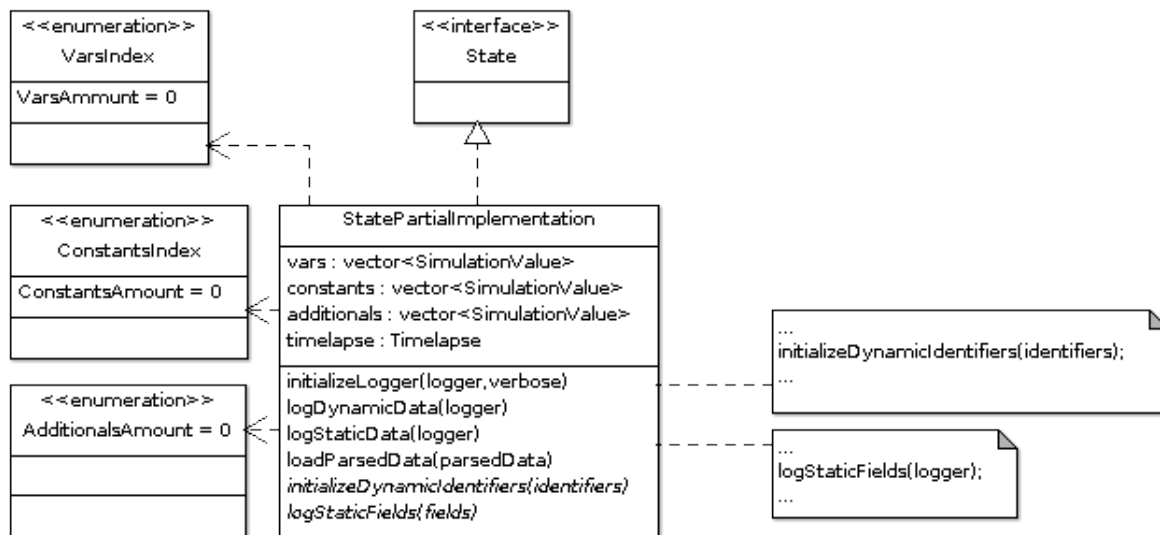 <<enumeration>>
VarsIndex
VarsAmmunt = 0
<<interface>>
State
<<enumeration>>
ConstantsIndex
ConstantsAmount = 0
<<enumeration>>
AdditionalsAmount = 0
StatePartialImplementation
vars : vector<SimulationValue>
constants : vector<SimulationValue>
additionals : vector<SimulationValue>
timelapse : Timelapse
initializeLogger(logger,verbose)
logDynamicData(logger)
logStaticData(logger)
loadParsedData(parsedData)
initializeDynamicIdentifiers(identifiers)
logStaticFields(fields)
...
initializeDynamicIdentifiers(identifiers);
...
...
logStaticFields(logger);
...